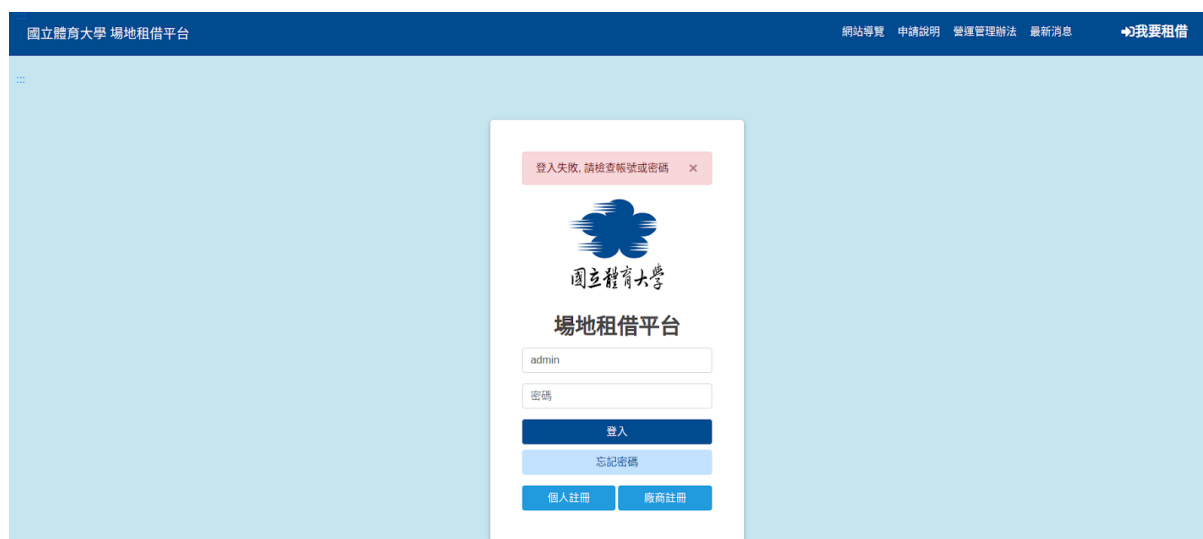 :::
國立體育大學 場地租借平台 網站導覽 申請說明 營運管理辦法 最新消息 我要租借
:::
登入失敗, 請檢查帳號或密碼 ×
國立體育大學
場地租借平台
admin
密碼
登入
忘記密碼
個人註冊 廠商註冊